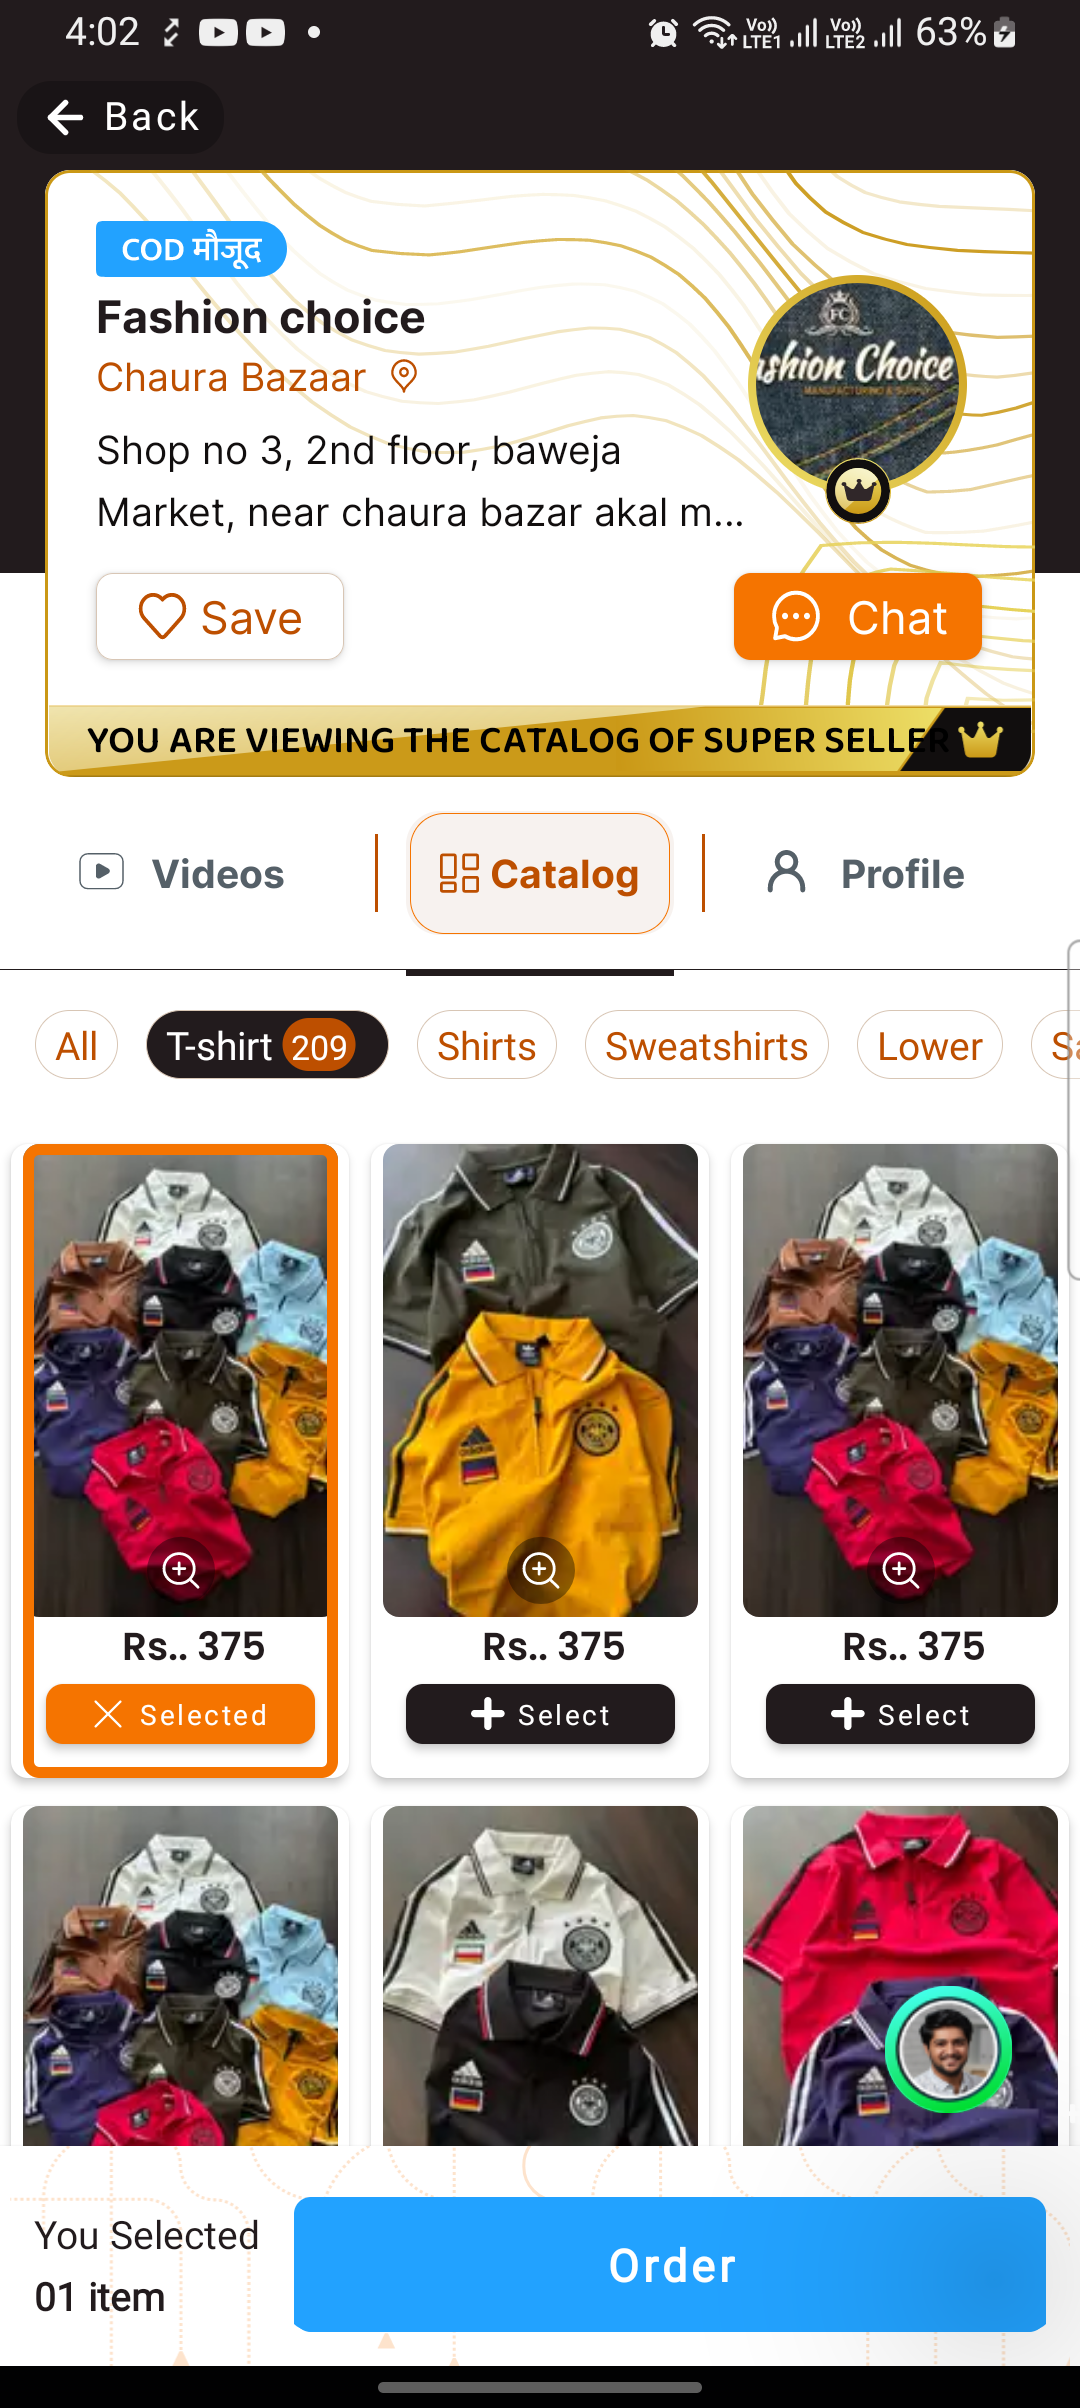 4:02
Vo)) LTE1 Vo)) LTE2 63%
Back
COD मौजूद
Fashion choice
Chaura Bazaar
FC
ashion Choice
MANUFACTURING & SUPPLY
Shop no 3, 2nd floor, baweja
Market, near chaura bazar akal m...
Save
Chat
YOU ARE VIEWING THE CATALOG OF SUPER SELLER
Videos
Catalog
Profile
All
T-shirt 209
Shirts
Sweatshirts
Lower
Sa
Rs.. 375
Rs.. 375
Rs.. 375
Selected
Select
Select
You Selected
01 item
Order